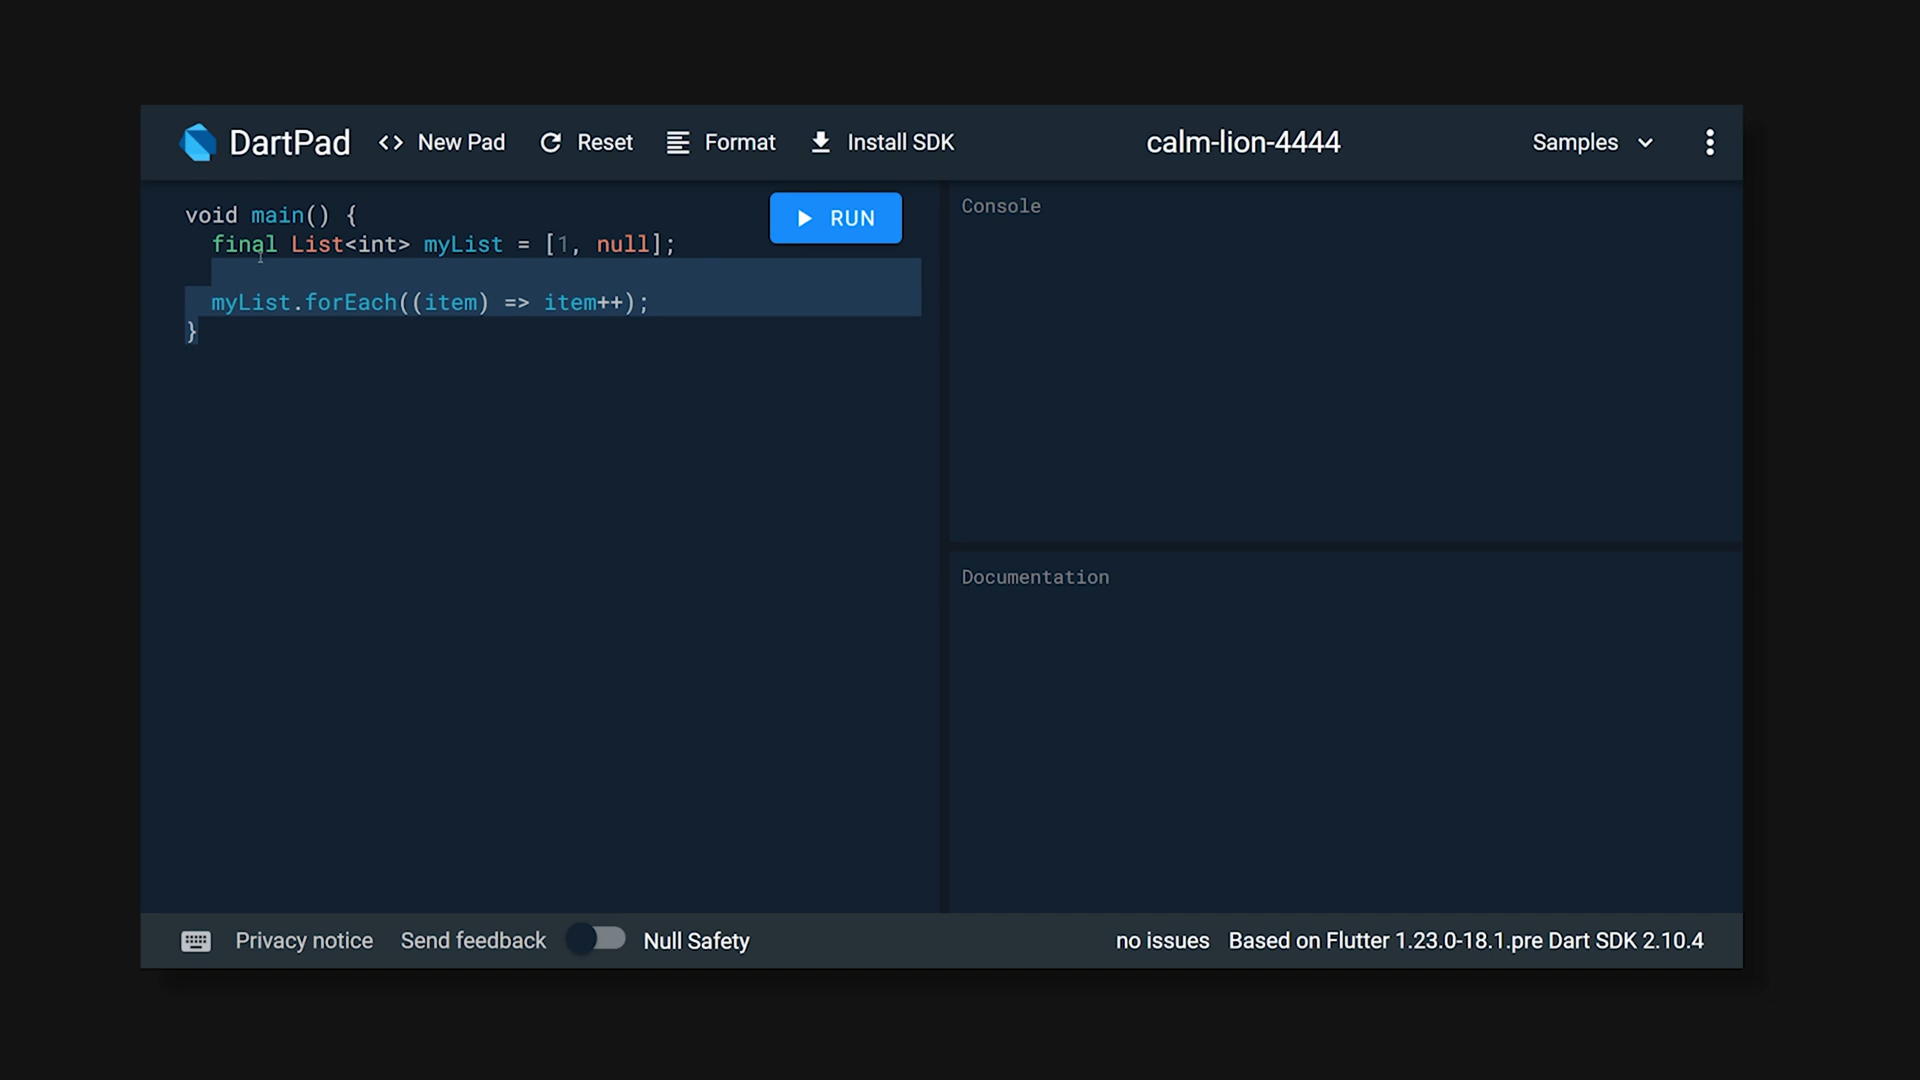 DartPad <> New Pad Reset Format Install SDK calm-lion-4444 Samples
void main() {
final List<int> myList = [1, null];
myList.forEach((item) => item++);
}
RUN
Console
Documentation
Privacy notice Send feedback Null Safety no issues Based on Flutter 1.23.0-18.1.pre Dart SDK 2.10.4